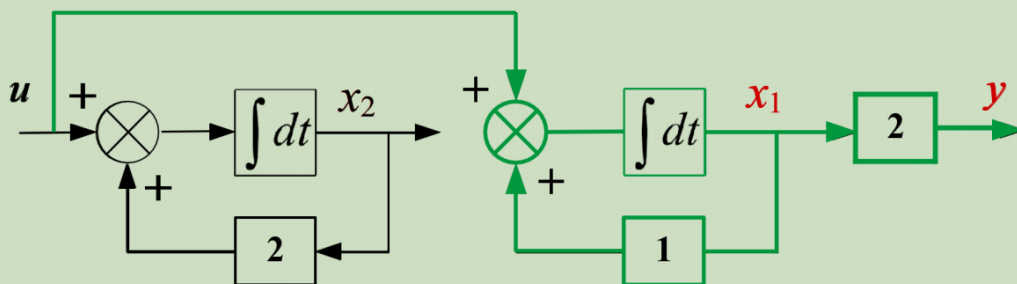 u + ∫dt x₂ + ∫dt x₁ 2 y
+ 2 + 1